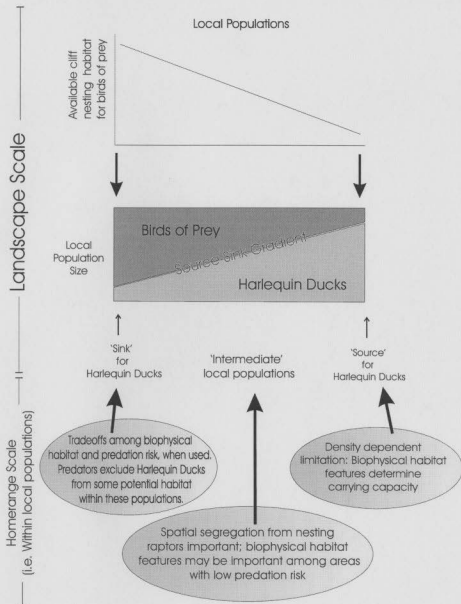 Local Populations
Available cliff
nesting habitat
for birds of prey
Landscape Scale
Birds of Prey
Source-Sink Gradient
Harlequin Ducks
Local
Population
Size
'Sink'
for
Harlequin Ducks
'Intermediate'
local populations
'Source'
for
Harlequin Ducks
Homerange Scale
(i.e. Within local populations)
Tradeoffs among biophysical
habitat and predation risk, when used.
Predators exclude Harlequin Ducks
from some potential habitat
within these populations.
Density dependent
limitation: Biophysical habitat
features determine
carrying capacity
Spatial segregation from nesting
raptors important; biophysical habitat
features may be important among areas
with low predation risk